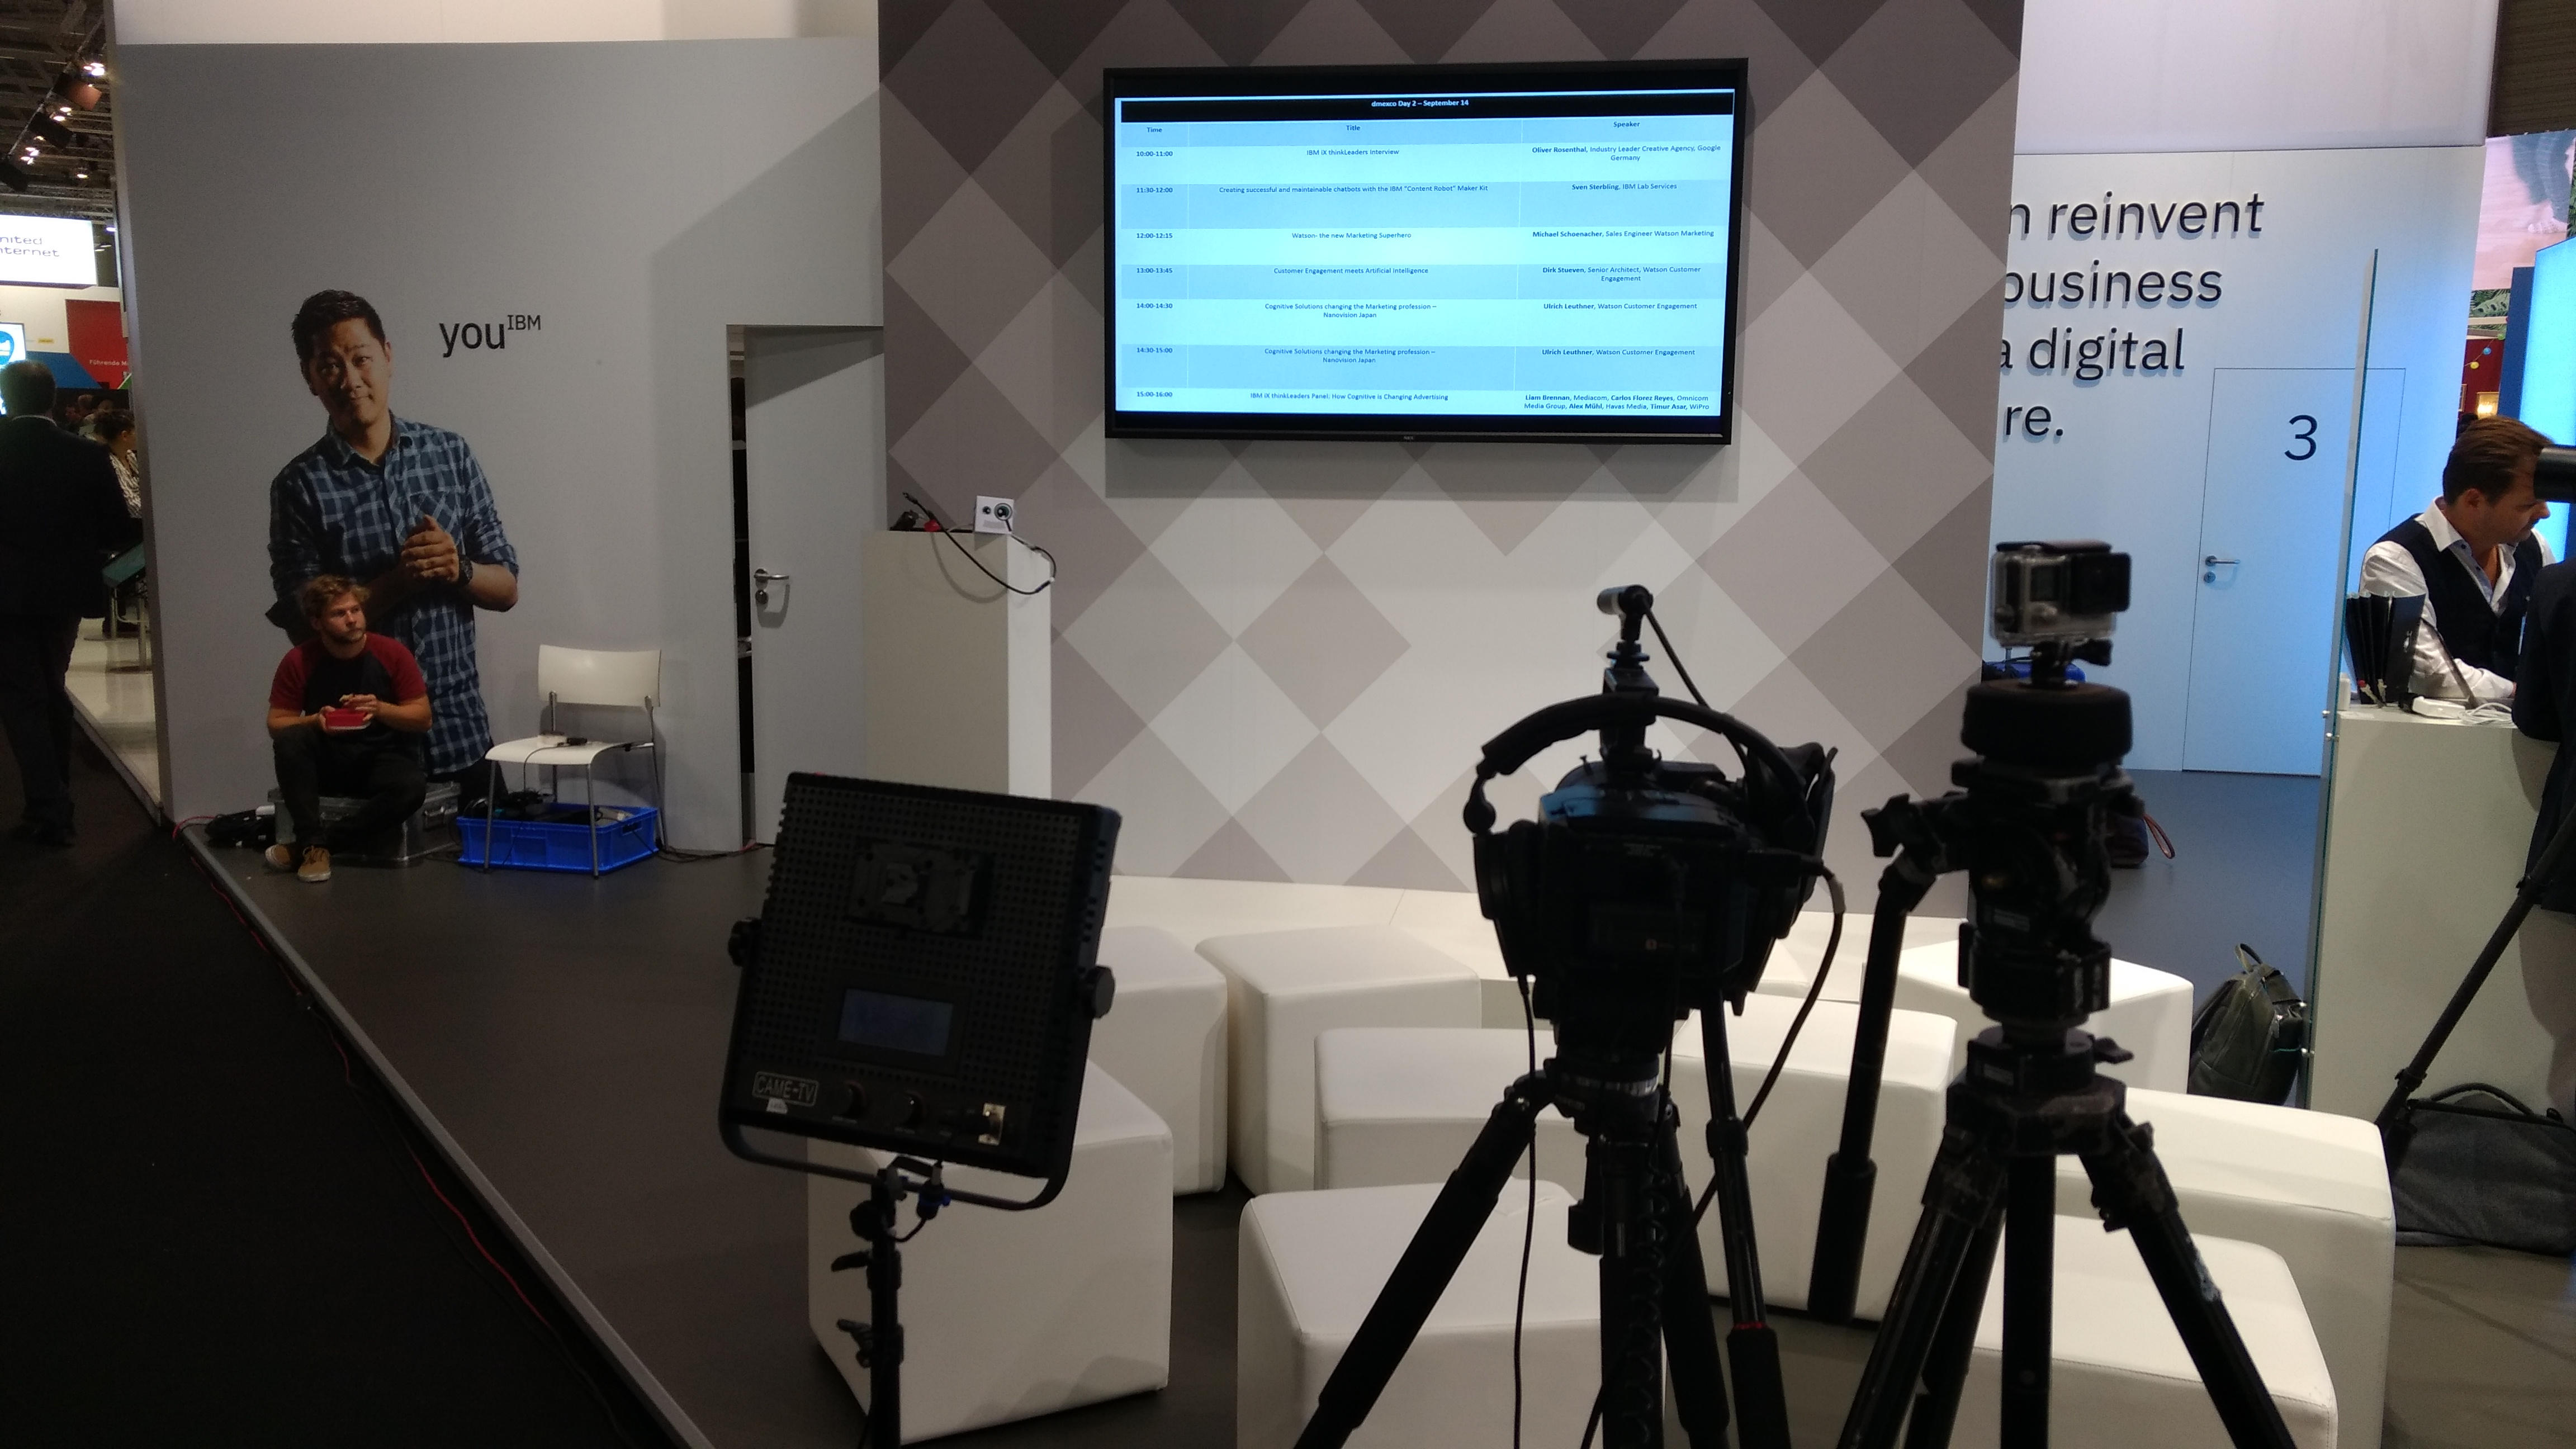 nited
nternet
Führende M
you IBM
dmexco Day 2 – September 14
Time Title Speaker
10:00-11:00 IBM iX thinkLeaders Interview Oliver Rosenthal, Industry Leader Creative Agency, Google
Germany
11:30-12:00 Creating successful and maintainable chatbots with the IBM "Content Robot" Maker Kit Sven Sterbling, IBM Lab Services
12:00-12:15 Watson- the new Marketing Superhero Michael Schoenacher, Sales Engineer Watson Marketing
13:00-13:45 Customer Engagement meets Artificial Intelligence Dirk Stueven, Senior Architect, Watson Customer
Engagement
14:00-14:30 Cognitive Solutions changing the Marketing profession – Ulrich Leuthner, Watson Customer Engagement
Nanovision Japan
14:30-15:00 Cognitive Solutions changing the Marketing profession – Ulrich Leuthner, Watson Customer Engagement
Nanovision Japan
15:00-16:00 IBM iX thinkLeaders Panel: How Cognitive is Changing Advertising Liam Brennan, Mediacom, Carlos Florez Reyes, Omnicom
Media Group, Alex Mühl, Havas Media, Timur Asar, WiPro
NEC
n reinvent
business
a digital
re.
3
CAME-TV